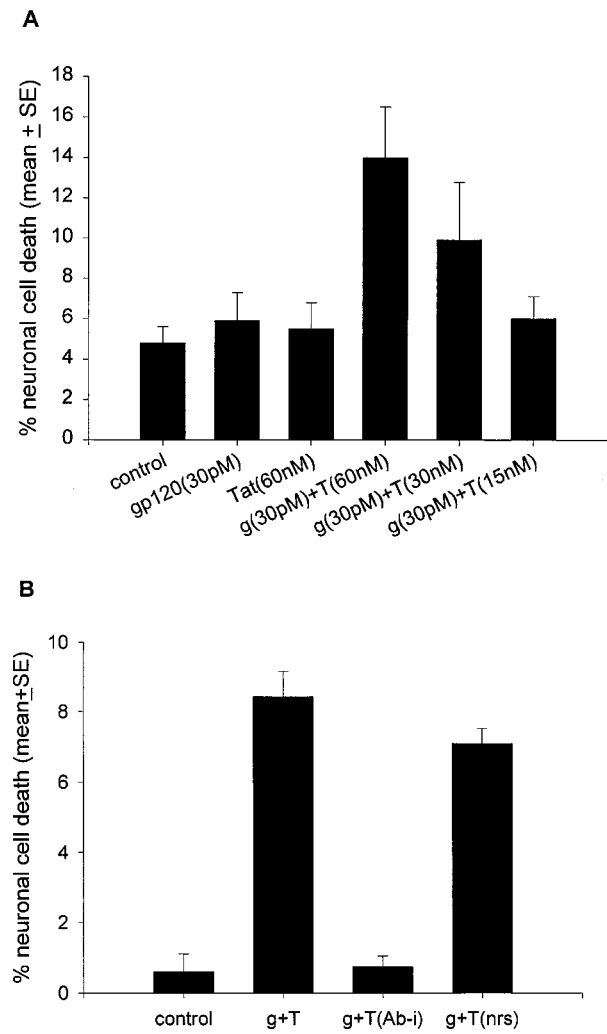 A
% neuronal cell death (mean ± SE)
18
16
14
12
10
8
6
4
2
0
control
gp120(30pM)
Tat(60nM)
g(30pM)+T(60nM)
g(30pM)+T(30nM)
g(30pM)+T(15nM)
B
% neuronal cell death (mean±SE)
10
8
6
4
2
0
control
g+T
g+T(Ab-i)
g+T(nrs)